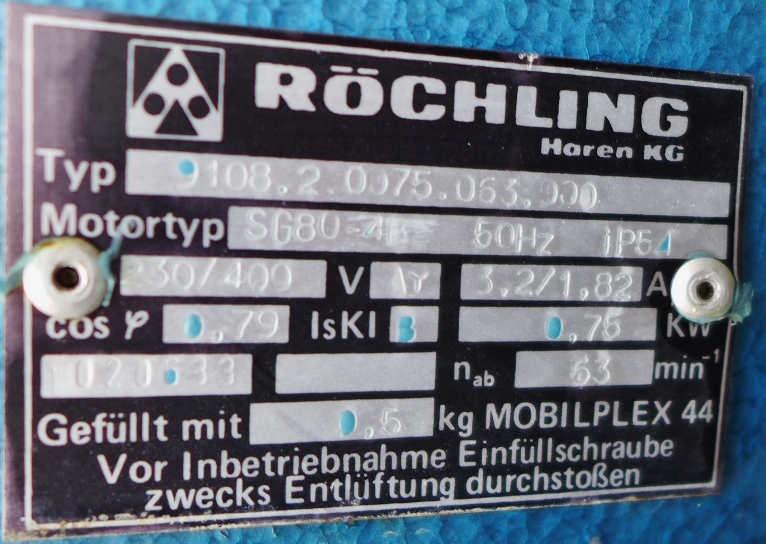 RÖCHLING
Haren KG
Typ 9108.2.0075.063.900
Motortyp SG80-4 50Hz iP54
230/400 V ΔY 3,2/1,82 A
cos φ 0,79 IsKl B 0,75 KW
1020633 nab 63 min⁻¹
Gefüllt mit 0,5 kg MOBILPLEX 44
Vor Inbetriebnahme Einfüllschraube
zwecks Entlüftung durchstoßen